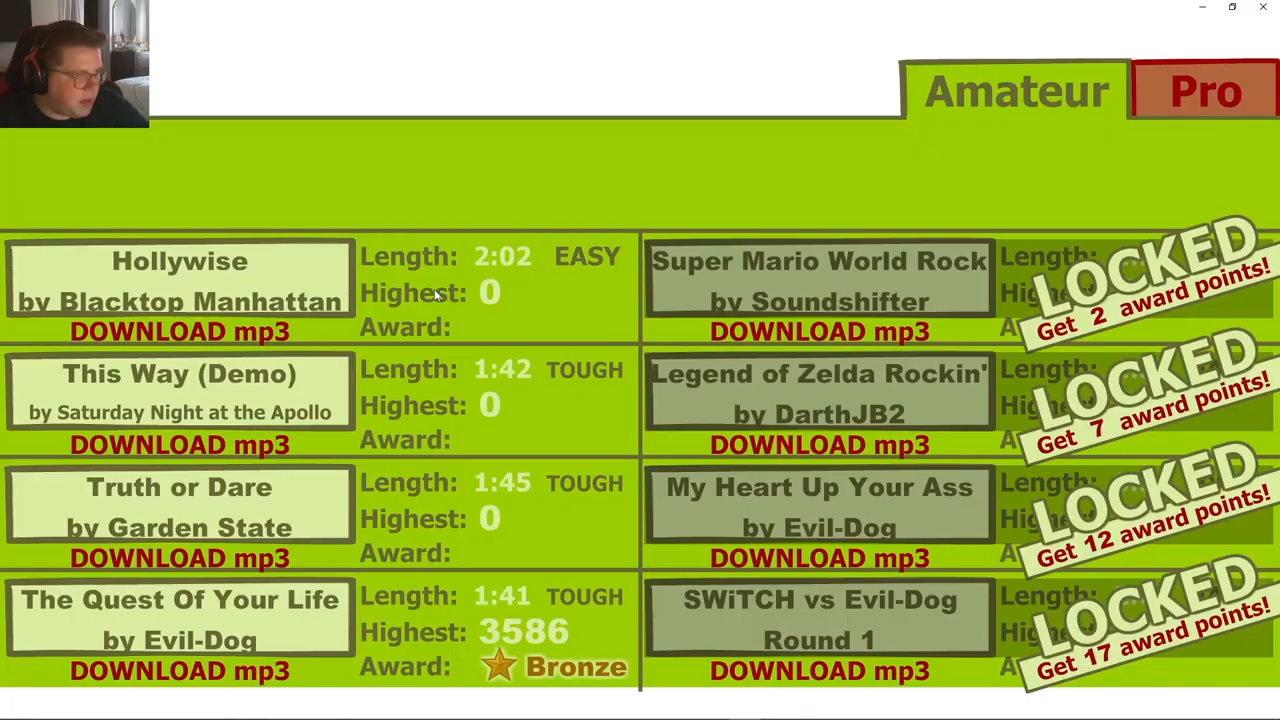 Amateur
Pro
Hollywise
by Blacktop Manhattan
DOWNLOAD mp3
Length: 2:02 EASY
Highest: 0
Award:
Super Mario World Rock
by Soundshifter
DOWNLOAD mp3
Length:
LOCKED
Get 2 award points!
This Way (Demo)
by Saturday Night at the Apollo
DOWNLOAD mp3
Length: 1:42 TOUGH
Highest: 0
Award:
Legend of Zelda Rockin'
by DarthJB2
DOWNLOAD mp3
Length:
LOCKED
Get 7 award points!
Truth or Dare
by Garden State
DOWNLOAD mp3
Length: 1:45 TOUGH
Highest: 0
Award:
My Heart Up Your Ass
by Evil-Dog
DOWNLOAD mp3
Length:
LOCKED
Get 12 award points!
The Quest Of Your Life
by Evil-Dog
DOWNLOAD mp3
Length: 1:41 TOUGH
Highest: 3586
Award: Bronze
SWiTCH vs Evil-Dog
Round 1
DOWNLOAD mp3
Length:
LOCKED
Get 17 award points!